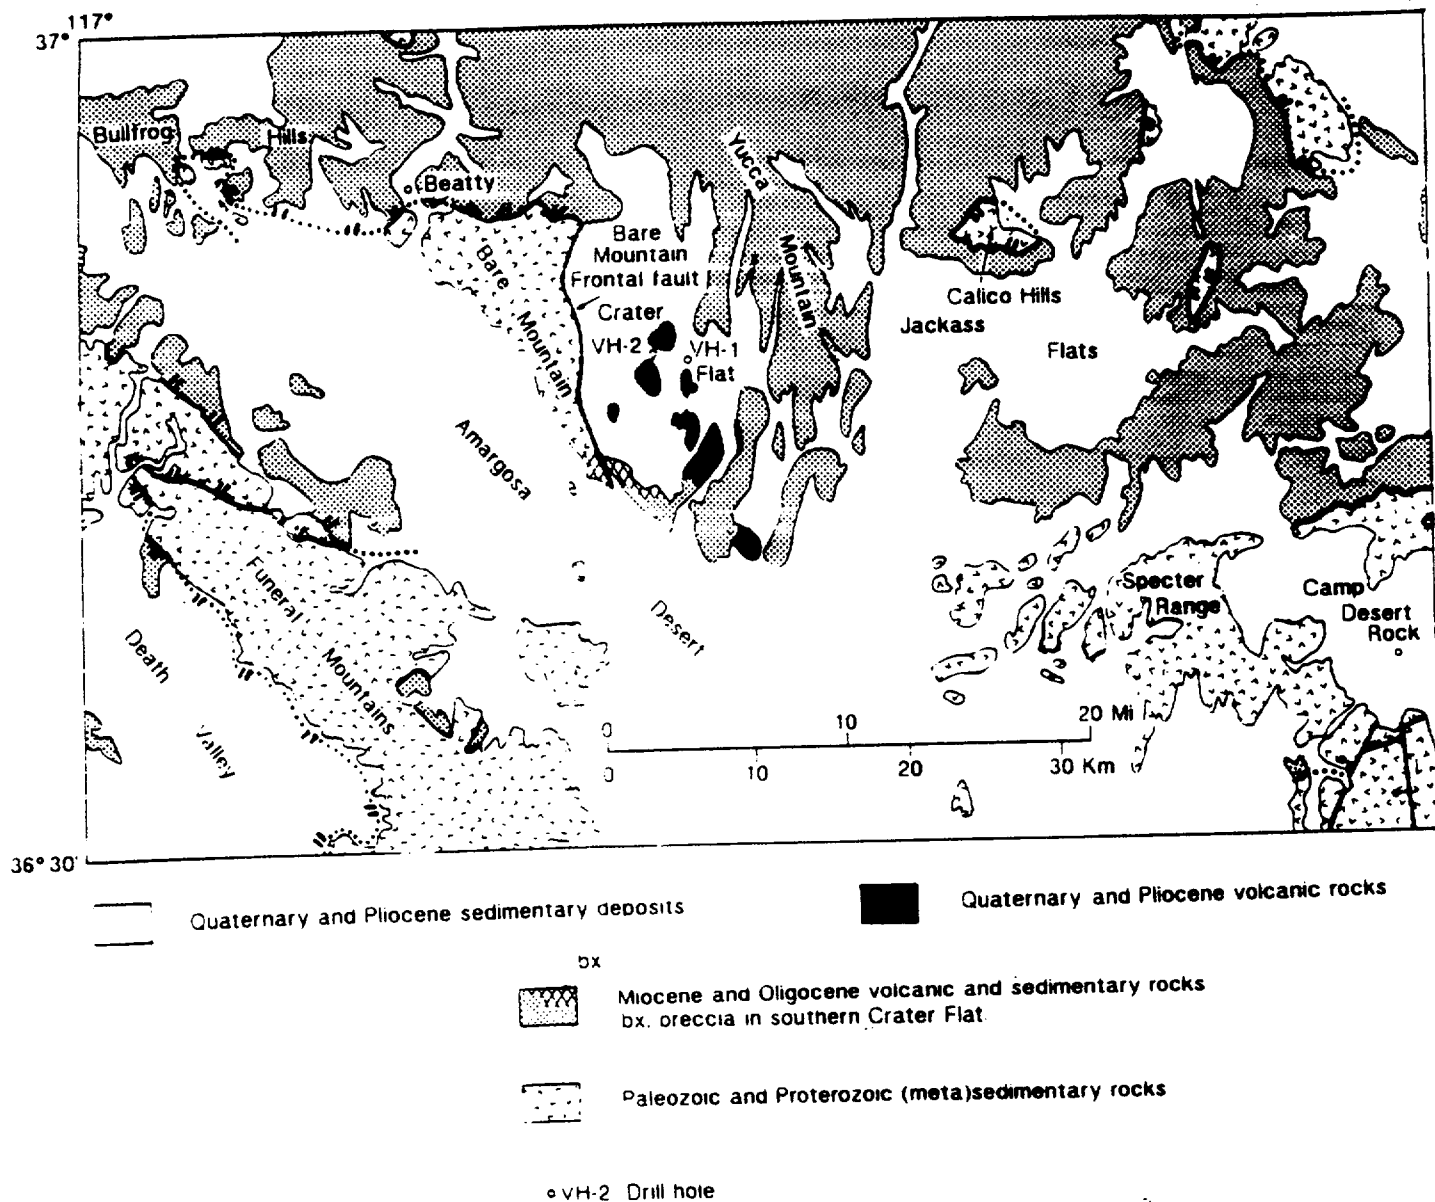 117°
37°
Bullfrog
Hills
Beatty
Yucca
Mountain
Bare
Mountain
Bare
Mountain
Frontal fault
Crater
VH-2
VH-1
Flat
Calico Hills
Jackass
Flats
Amargosa
Desert
Funeral
Mountains
Death
Valley
Specter
Range
Camp
Desert
Rock
0 10 20 Mi
0 10 20 30 Km
36° 30'
Quaternary and Pliocene sedimentary deposits
Quaternary and Pliocene volcanic rocks
bx
Miocene and Oligocene volcanic and sedimentary rocks
bx. breccia in southern Crater Flat
Paleozoic and Proterozoic (meta)sedimentary rocks
VH-2 Drill hole